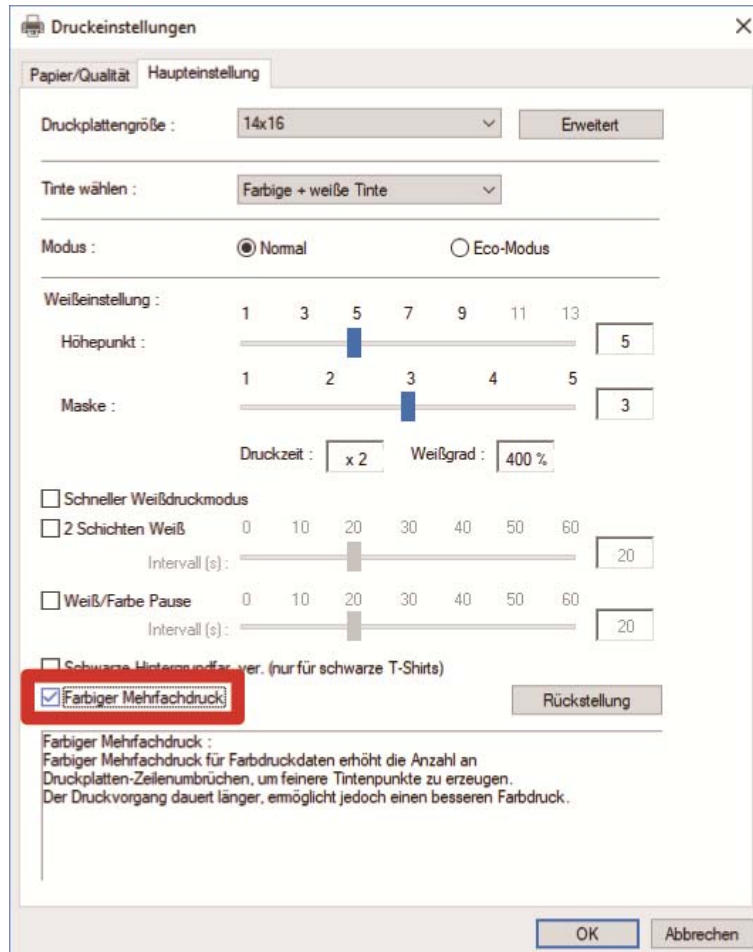 Druckeinstellungen
Papier/Qualität Haupteinstellung
Druckplattengröße : 14x16 Erweitert
Tinte wählen : Farbige + weiße Tinte
Modus : Normal Eco-Modus
Weißeinstellung :
1 3 5 7 9 11 13
Höhepunkt : 5
1 2 3 4 5
Maske : 3
Druckzeit : x 2 Weißgrad : 400 %
Schneller Weißdruckmodus
2 Schichten Weiß 0 10 20 30 40 50 60
Intervall (s) : 20
Weiß/Farbe Pause 0 10 20 30 40 50 60
Intervall (s) : 20
Schwarze Hintergrundfar. ver. (nur für schwarze T-Shirts)
Farbiger Mehrfachdruck Rückstellung
Farbiger Mehrfachdruck :
Farbiger Mehrfachdruck für Farbdruckdaten erhöht die Anzahl an
Druckplatten-Zeilenumbrüchen, um feinere Tintenpunkte zu erzeugen.
Der Druckvorgang dauert länger, ermöglicht jedoch einen besseren Farbdruck.
OK Abbrechen